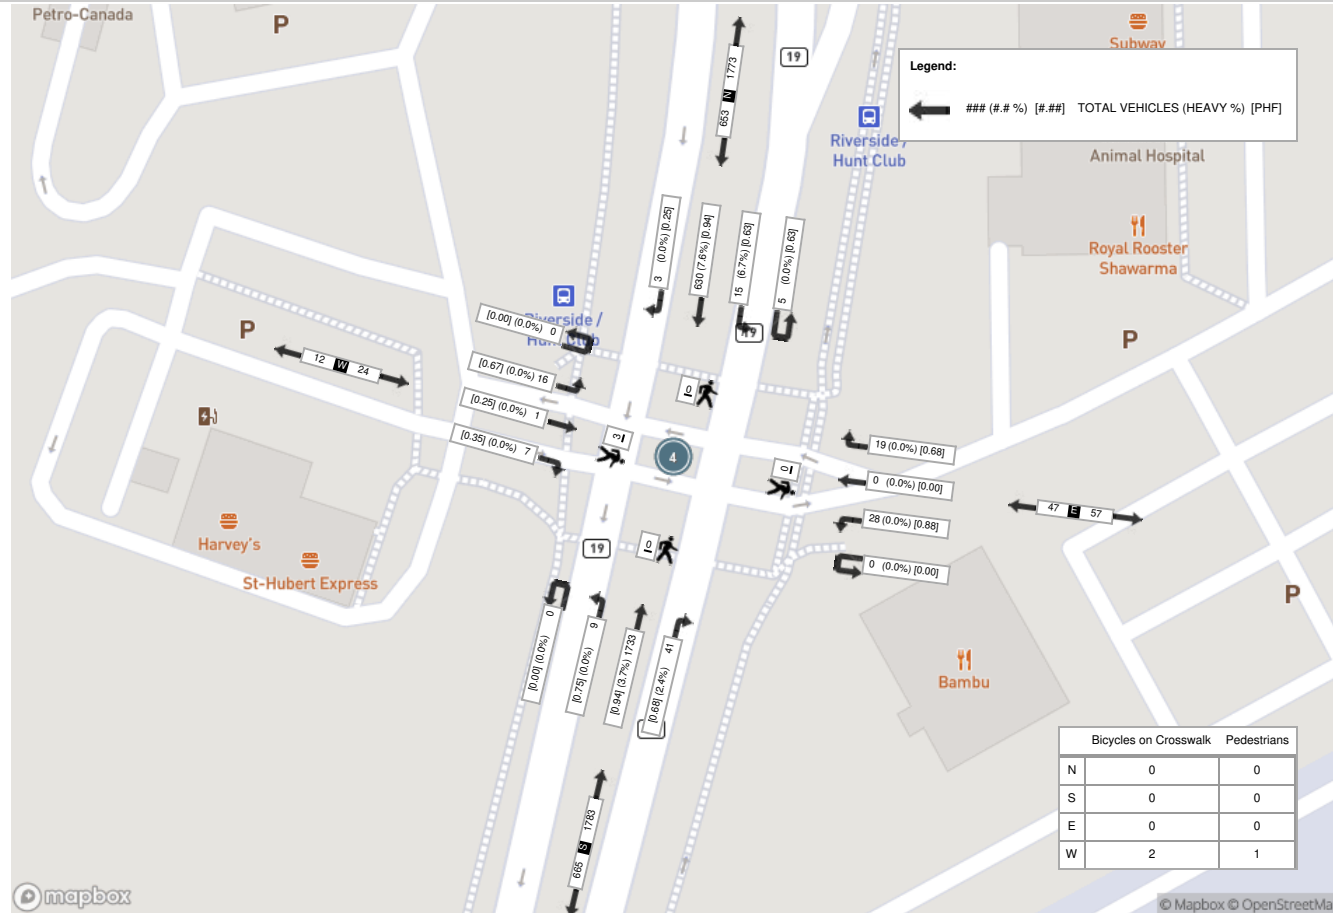 Petro-Canada
P
19
Subway
Legend:
### (#.# %) [#.##] TOTAL VEHICLES (HEAVY %) [PHF]
653 N 1773
Riverside /
Hunt Club
Animal Hospital
Royal Rooster
Shawarma
3 (0.0%) [0.25]
630 (7.6%) [0.94]
15 (6.7%) [0.63]
5 (0.0%) [0.63]
Riverside /
Hunt Club
[0.00] (0.0%) 0
19
P
P
12 W 24
[0.67] (0.0%) 16
[0.25] (0.0%) 1
[0.35] (0.0%) 7
0
3
4
0
19 (0.0%) [0.68]
0 (0.0%) [0.00]
28 (0.0%) [0.88]
0 (0.0%) [0.00]
47 E 57
Harvey's
St-Hubert Express
19
0
P
[0.00] (0.0%) 0
[0.75] (0.0%) 9
[0.94] (3.7%) 1733
[0.68] (2.4%) 41
Bambu
665 S 1783
Bicycles on Crosswalk Pedestrians
N 0 0
S 0 0
E 0 0
W 2 1
mapbox
© Mapbox © OpenStreetMa